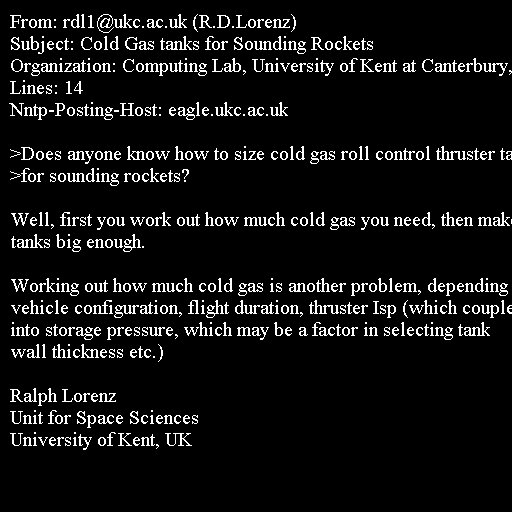 From: rdl1@ukc.ac.uk (R.D.Lorenz)
Subject: Cold Gas tanks for Sounding Rockets
Organization: Computing Lab, University of Kent at Canterbury,
Lines: 14
Nntp-Posting-Host: eagle.ukc.ac.uk

>Does anyone know how to size cold gas roll control thruster ta
>for sounding rockets?

Well, first you work out how much cold gas you need, then make
tanks big enough.

Working out how much cold gas is another problem, depending
vehicle configuration, flight duration, thruster Isp (which couple
into storage pressure, which may be a factor in selecting tank
wall thickness etc.)

Ralph Lorenz
Unit for Space Sciences
University of Kent, UK